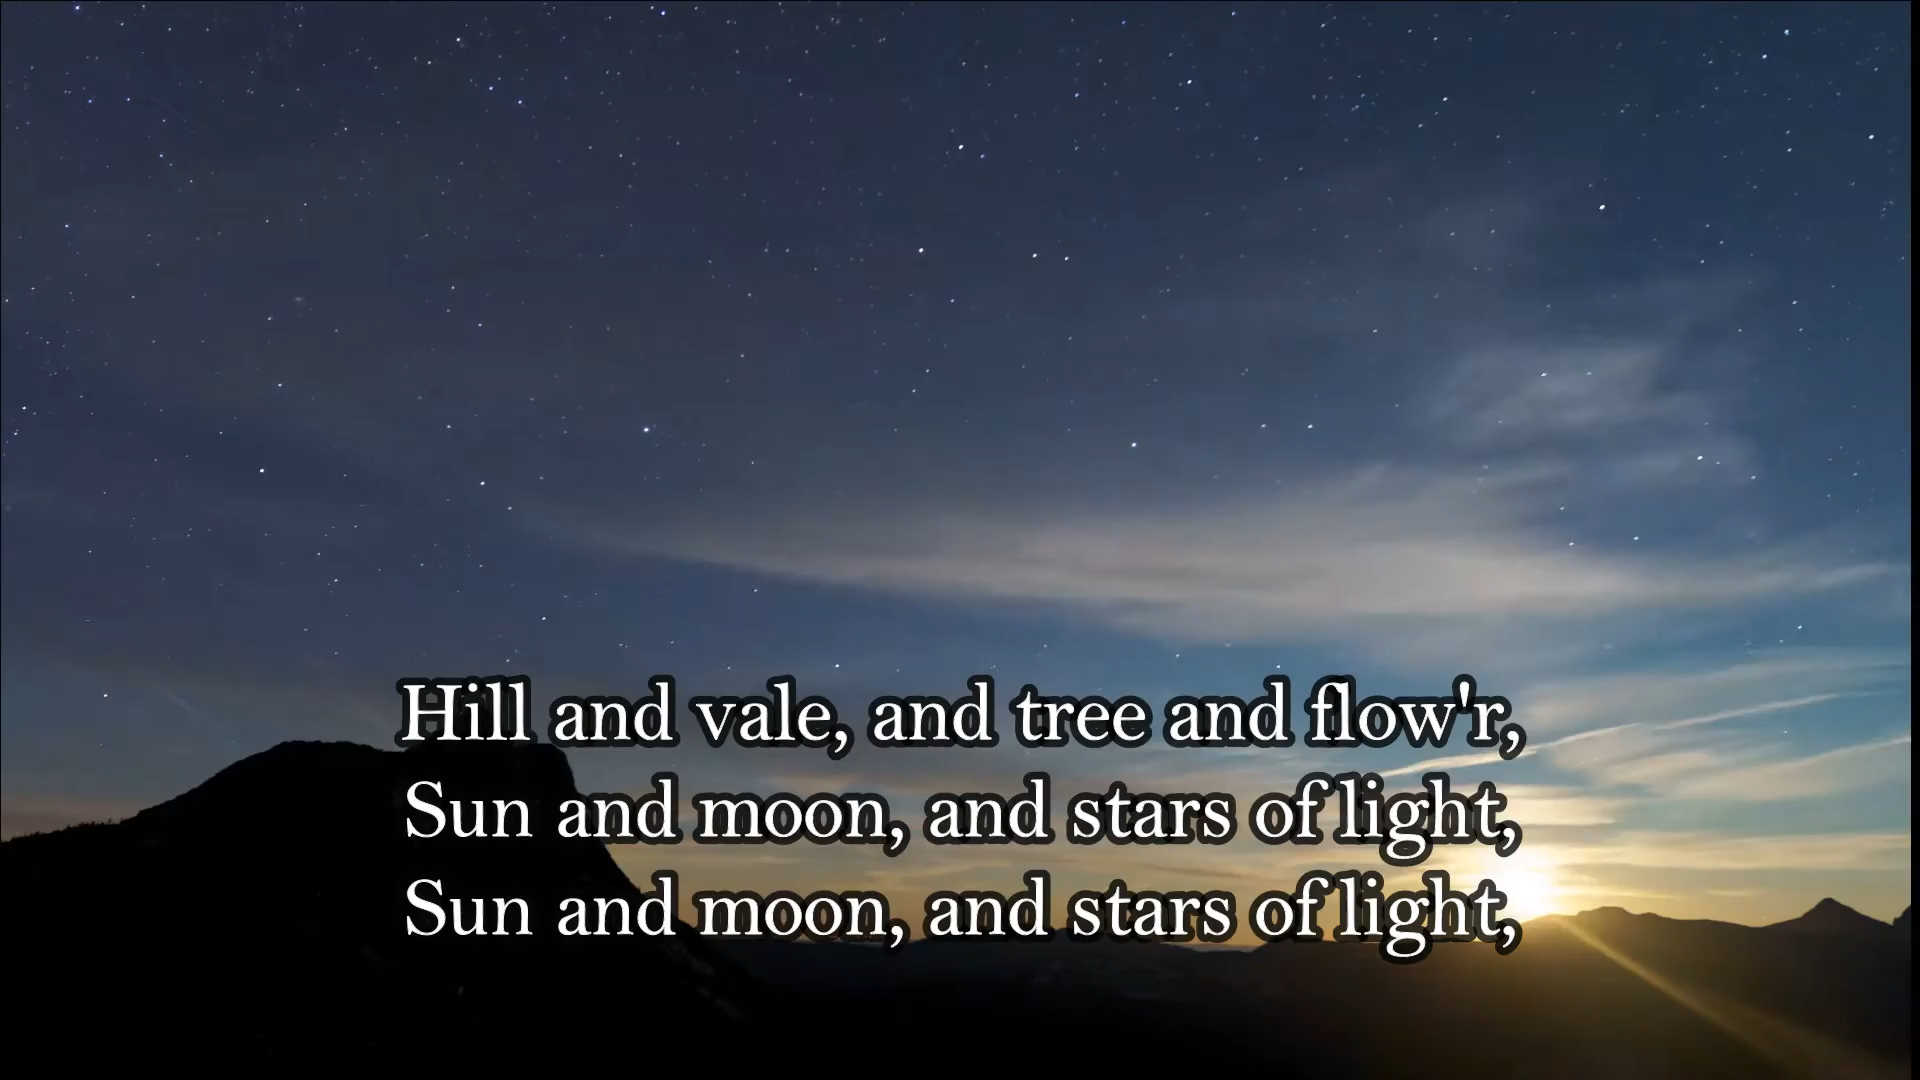 Hill and vale, and tree and flow'r,
Sun and moon, and stars of light,
Sun and moon, and stars of light,